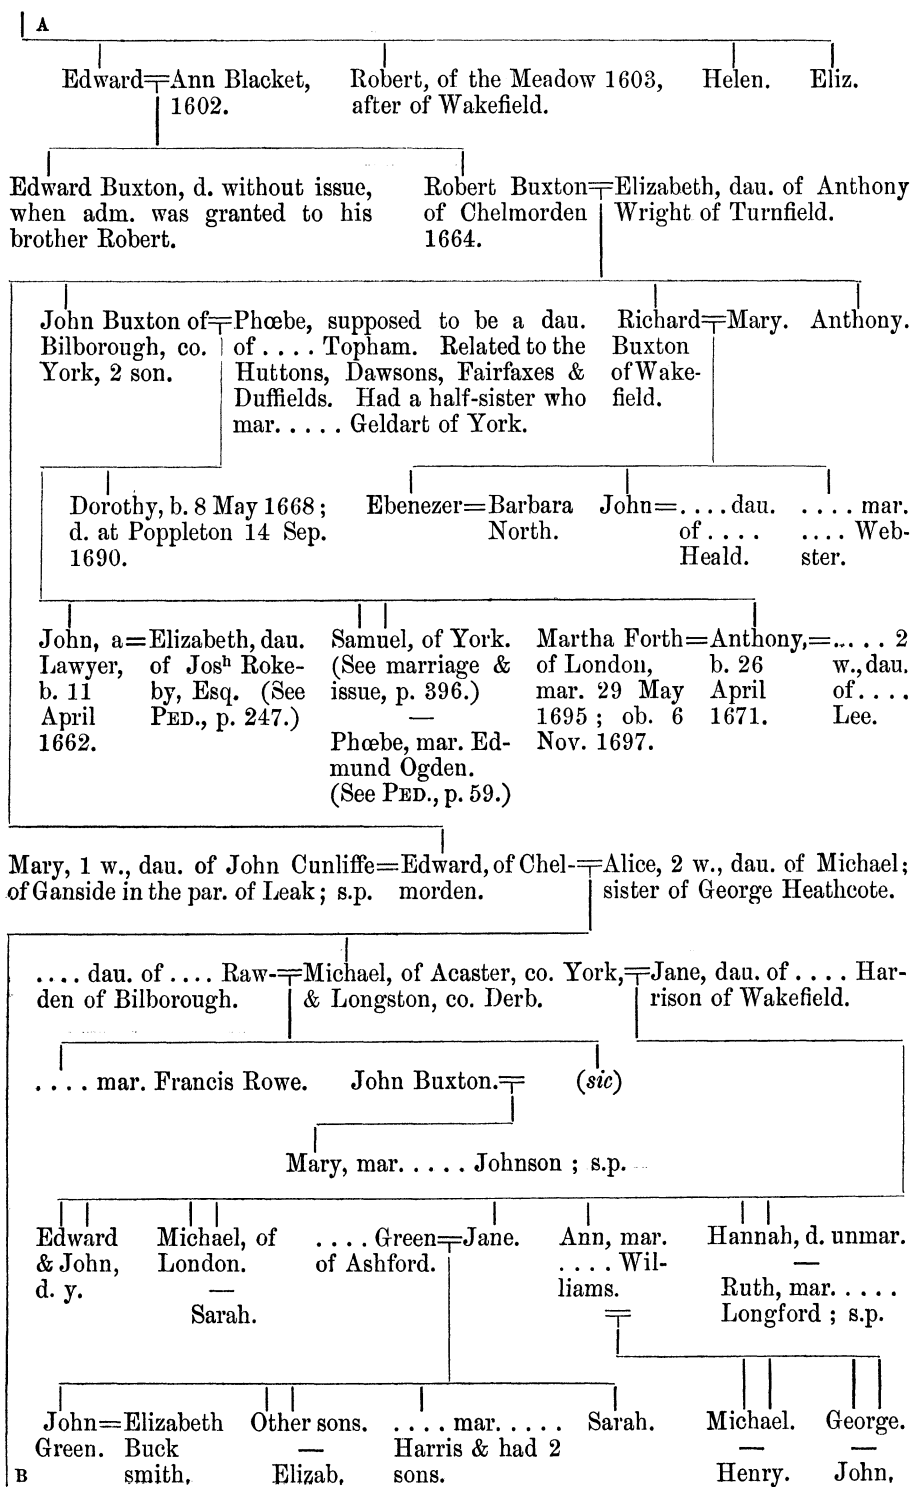 A
Edward=Ann Blacket, Robert, of the Meadow 1603, Helen. Eliz.
1602. after of Wakefield.
Edward Buxton, d. without issue, Robert Buxton=Elizabeth, dau. of Anthony
when adm. was granted to his of Chelmorden Wright of Turnfield.
brother Robert. 1664.
John Buxton of=Phœbe, supposed to be a dau. Richard=Mary. Anthony.
Bilborough, co. of .... Topham. Related to the Buxton
York, 2 son. Huttons, Dawsons, Fairfaxes & of Wake-
Duffields. Had a half-sister who field.
mar..... Geldart of York.
Dorothy, b. 8 May 1668; Ebenezer=Barbara John=....dau. .... mar.
d. at Poppleton 14 Sep. North. of .... .... Web-
1690. Heald. ster.
John, a=Elizabeth, dau. Samuel, of York. Martha Forth=Anthony,=.... 2
Lawyer, of Josʰ Roke- (See marriage & of London, b. 26 w., dau.
b. 11 by, Esq. (See issue, p. 396.) mar. 29 May April of ....
April PED., p. 247.) — 1695; ob. 6 1671. Lee.
1662. Phœbe, mar. Ed- Nov. 1697.
mund Ogden.
(See PED., p. 59.)
Mary, 1 w., dau. of John Cunliffe=Edward, of Chel-=Alice, 2 w., dau. of Michael;
of Ganside in the par. of Leak; s.p. morden. sister of George Heathcote.
.... dau. of .... Raw-=Michael, of Acaster, co. York,=Jane, dau. of .... Har-
den of Bilborough. & Longston, co. Derb. rison of Wakefield.
.... mar. Francis Rowe. John Buxton.= (sic)
Mary, mar..... Johnson; s.p.
Edward Michael, of .... Green=Jane. Ann, mar. Hannah, d. unmar.
& John, London. of Ashford. .... Wil- —
d. y. — liams. Ruth, mar.....
Sarah. = Longford; s.p.
John=Elizabeth Other sons. .... mar..... Sarah. Michael. George.
Green. Buck — Harris & had 2 — —
B smith, Elizab, sons. Henry. John,